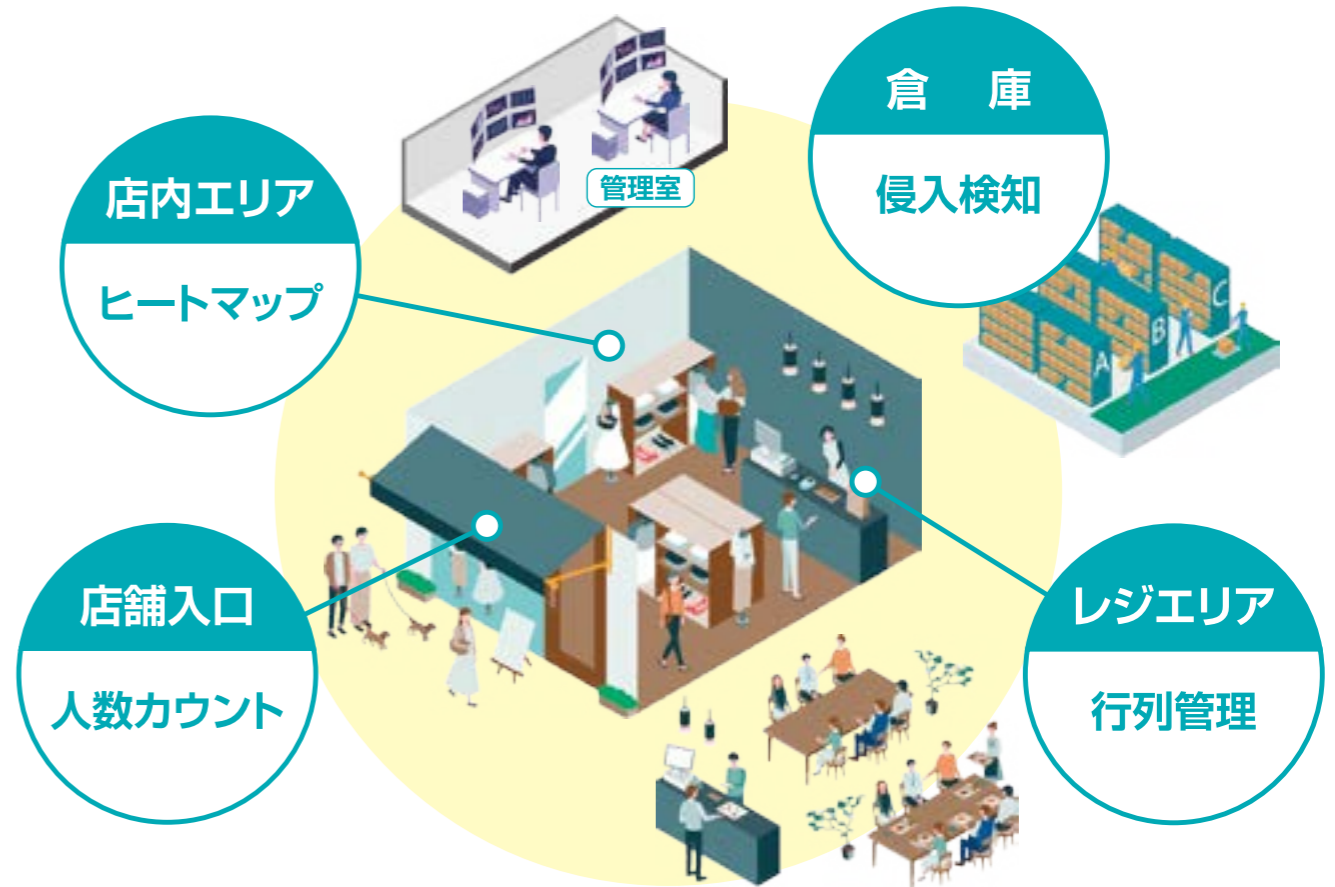 倉　庫
侵入検知
管理室
店内エリア
ヒートマップ
A
B
C
店舗入口
人数カウント
レジエリア
行列管理